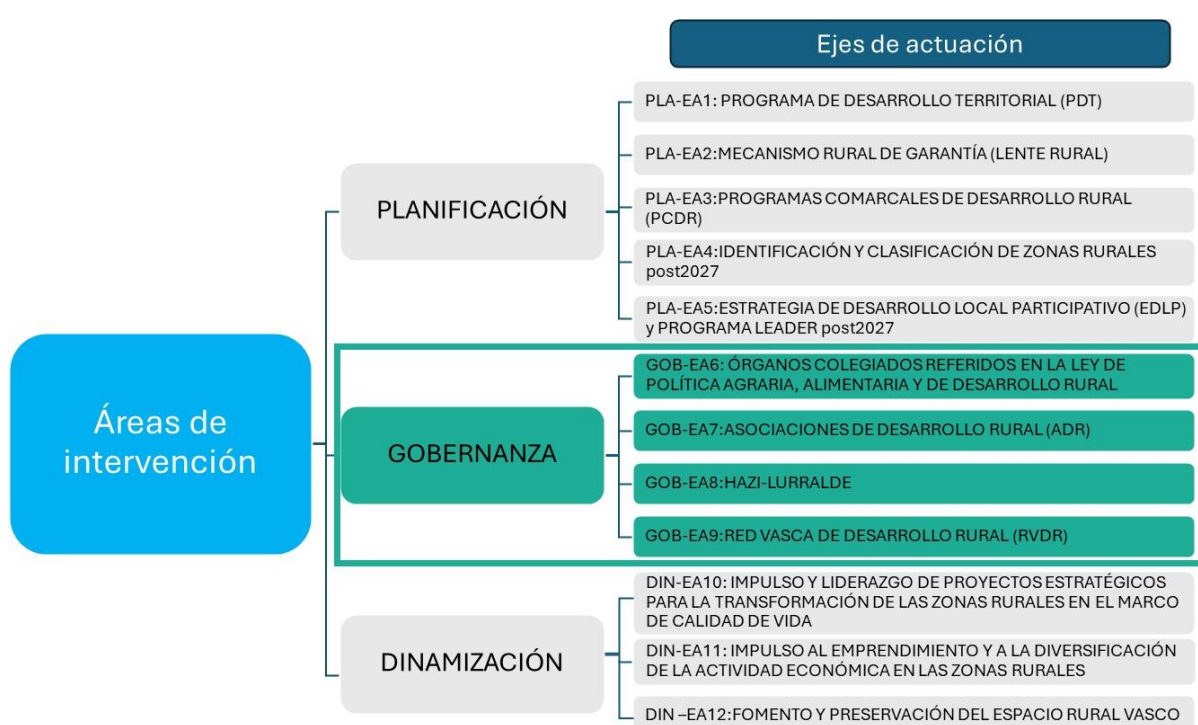 Ejes de actuación
PLA-EA1: PROGRAMA DE DESARROLLO TERRITORIAL (PDT)
PLA-EA2:MECANISMO RURAL DE GARANTÍA (LENTE RURAL)
PLANIFICACIÓN
PLA-EA3:PROGRAMAS COMARCALES DE DESARROLLO RURAL
(PCDR)
PLA-EA4:IDENTIFICACIÓN Y CLASIFICACIÓN DE ZONAS RURALES
post2027
PLA-EA5:ESTRATEGIA DE DESARROLLO LOCAL PARTICIPATIVO (EDLP)
y PROGRAMA LEADER post2027
Áreas de
intervención
GOBERNANZA
GOB-EA6: ÓRGANOS COLEGIADOS REFERIDOS EN LA LEY DE
POLÍTICA AGRARIA, ALIMENTARIA Y DE DESARROLLO RURAL
GOB-EA7:ASOCIACIONES DE DESARROLLO RURAL (ADR)
GOB-EA8:HAZI-LURRALDE
GOB-EA9:RED VASCA DE DESARROLLO RURAL (RVDR)
DINAMIZACIÓN
DIN-EA10: IMPULSO Y LIDERAZGO DE PROYECTOS ESTRATÉGICOS
PARA LA TRANSFORMACIÓN DE LAS ZONAS RURALES EN EL MARCO
DE CALIDAD DE VIDA
DIN-EA11: IMPULSO AL EMPRENDIMIENTO Y A LA DIVERSIFICACIÓN
DE LA ACTIVIDAD ECONÓMICA EN LAS ZONAS RURALES
DIN –EA12:FOMENTO Y PRESERVACIÓN DEL ESPACIO RURAL VASCO